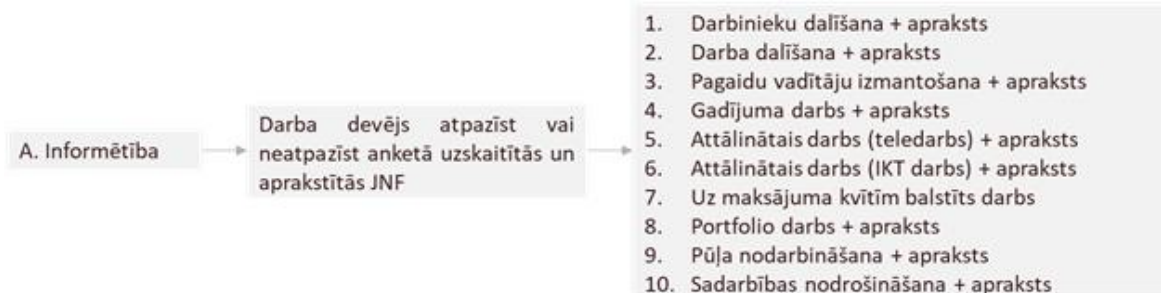 A. Informētība
Darba devējs atpazīst vai
neatpazīst anketā uzskaitītās un
aprakstītās JNF
1. Darbinieku dalīšana + apraksts
2. Darba dalīšana + apraksts
3. Pagaidu vadītāju izmantošana + apraksts
4. Gadījuma darbs + apraksts
5. Attālinātais darbs (teledarbs) + apraksts
6. Attālinātais darbs (IKT darbs) + apraksts
7. Uz maksājuma kvītīm balstīts darbs
8. Portfolio darbs + apraksts
9. Pūļa nodarbināšana + apraksts
10. Sadarbības nodrošināšana + apraksts